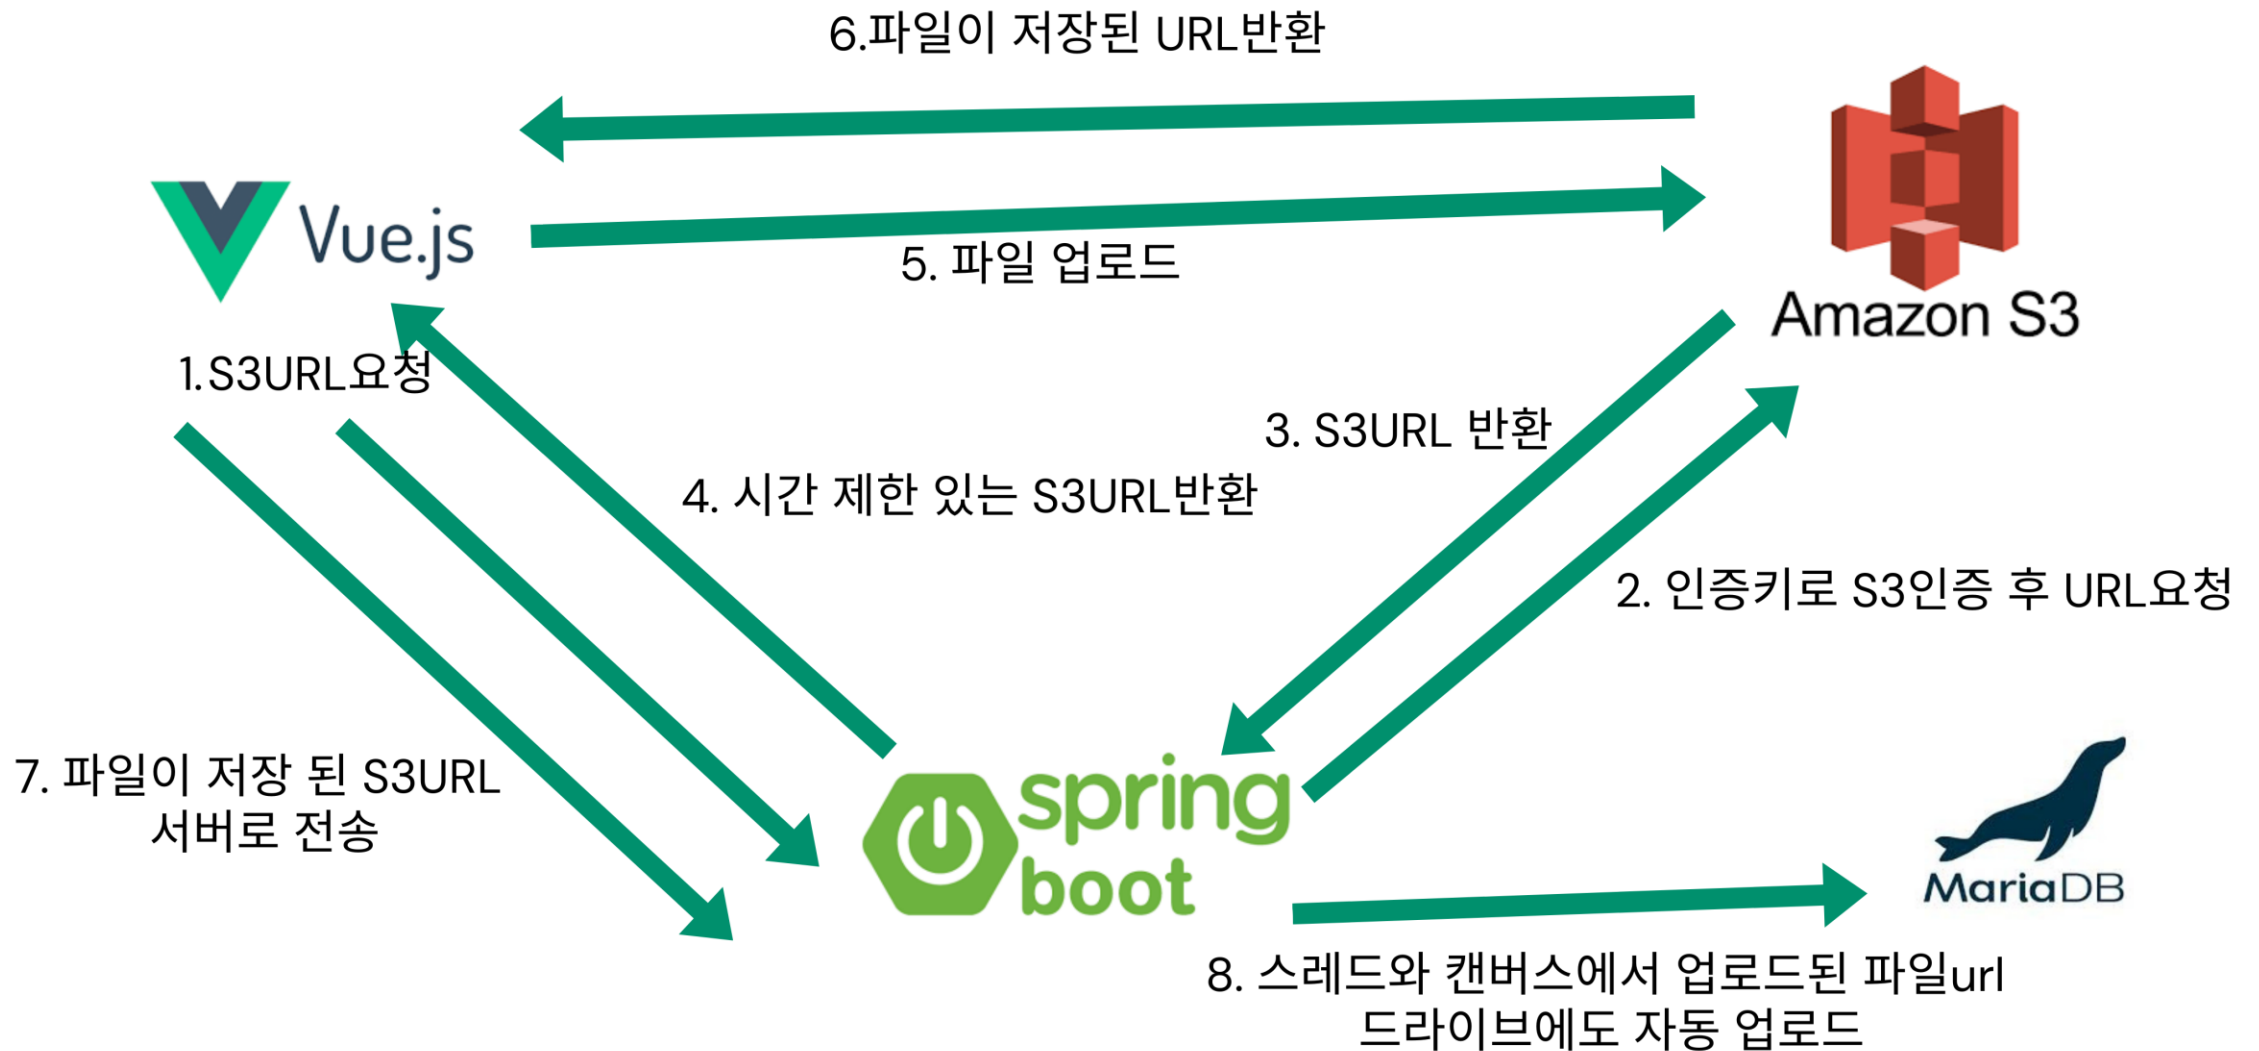 6.파일이 저장된 URL반환
Vue.js
5. 파일 업로드
Amazon S3
1.S3URL요청
3. S3URL 반환
4. 시간 제한 있는 S3URL반환
2. 인증키로 S3인증 후 URL요청
7. 파일이 저장 된 S3URL
서버로 전송
spring
boot
MariaDB
8. 스레드와 캔버스에서 업로드된 파일url
드라이브에도 자동 업로드